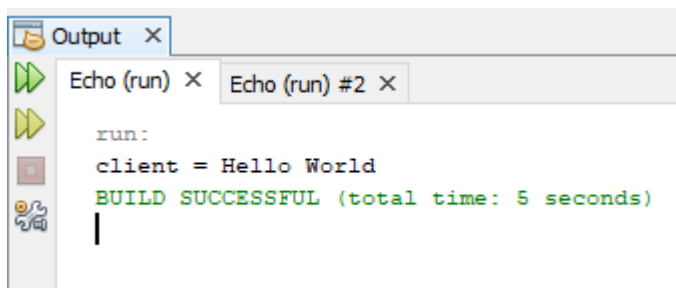 Output
Echo (run) Echo (run) #2
run:
client = Hello World
BUILD SUCCESSFUL (total time: 5 seconds)